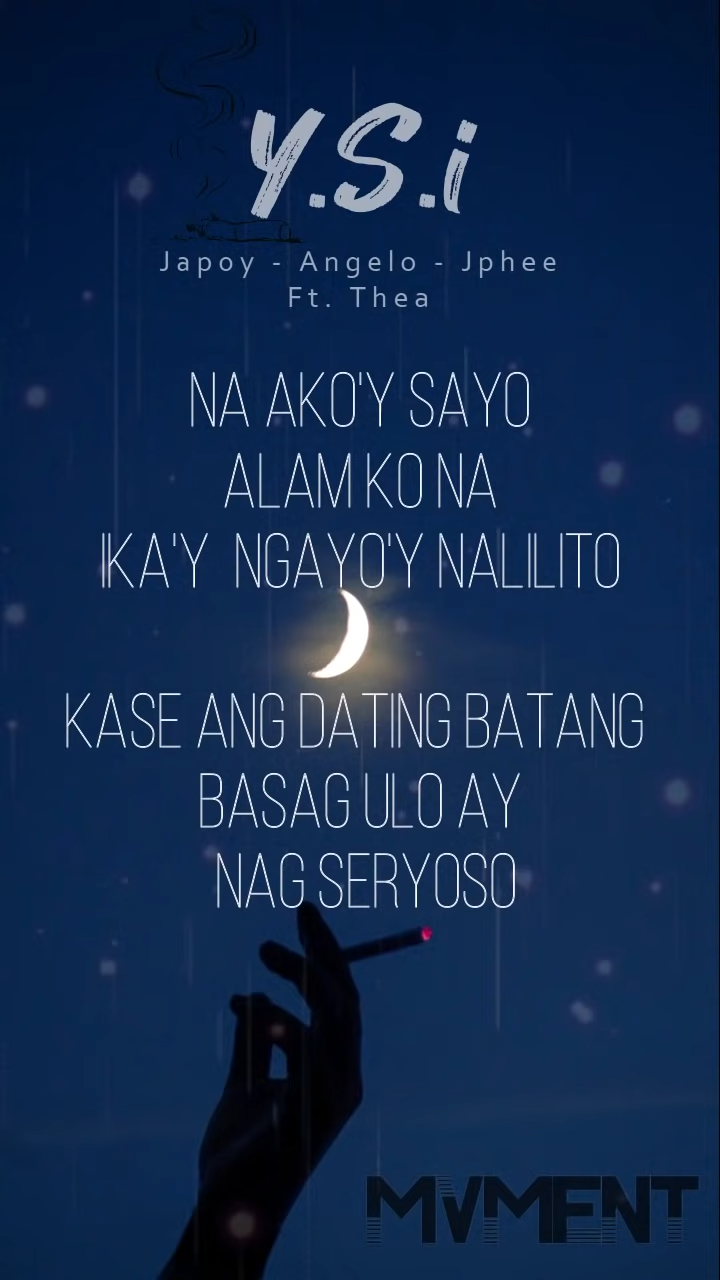 Y.S.i
Japoy - Angelo - Jphee
Ft. Thea
NA AKO'Y SAYO
ALAM KO NA
IKA'Y NGAYO'Y NALILITO
KASE ANG DATING BATANG
BASAG ULO AY
NAG SERYOSO
MVMENT